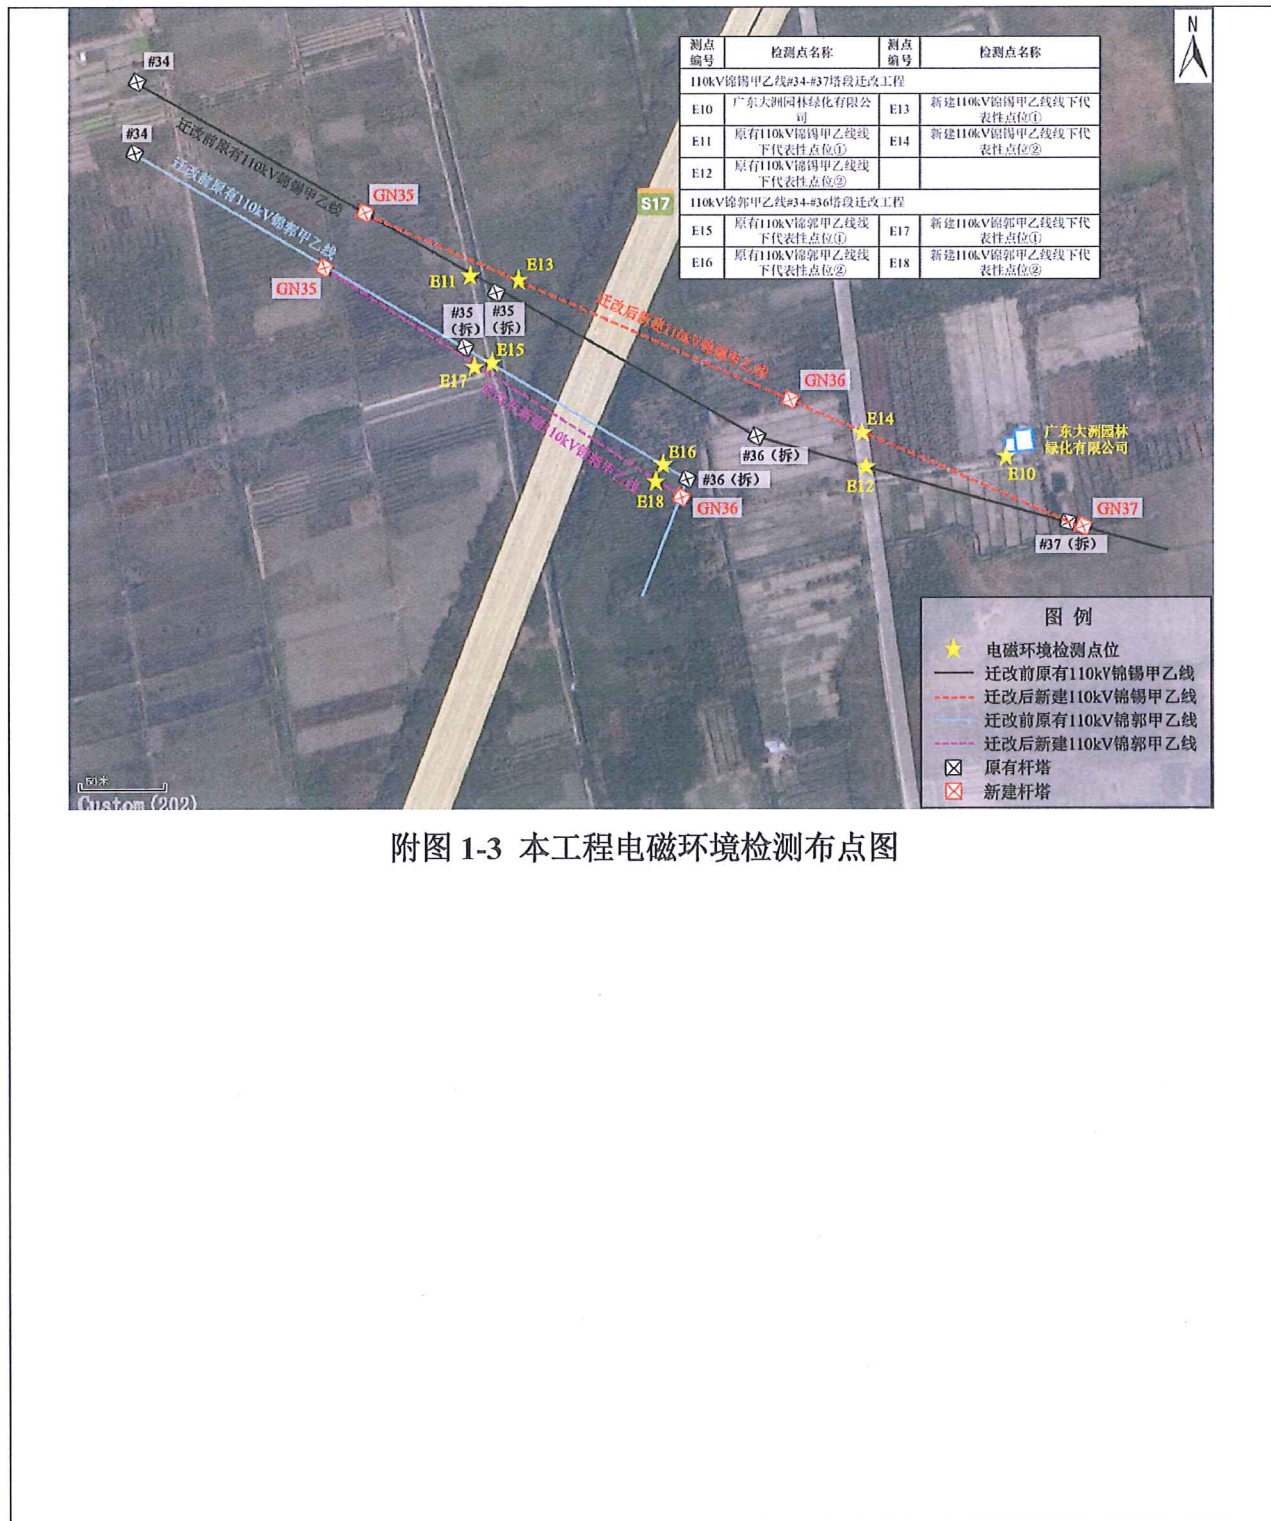 N
测点编号 检测点名称 测点编号 检测点名称
110kV锦锡甲乙线#34-#37塔段迁改工程
E10 广东大洲园林绿化有限公司 E13 新建110kV锦锡甲乙线线下代表性点位①
E11 原有110kV锦锡甲乙线线下代表性点位① E14 新建110kV锦锡甲乙线线下代表性点位②
E12 原有110kV锦锡甲乙线线下代表性点位②
110kV锦郭甲乙线#34-#36塔段迁改工程
E15 原有110kV锦郭甲乙线线下代表性点位① E17 新建110kV锦郭甲乙线线下代表性点位①
E16 原有110kV锦郭甲乙线线下代表性点位② E18 新建110kV锦郭甲乙线线下代表性点位②
#34
#34
迁改前原有110kV锦锡甲乙线
迁改前原有110kV锦郭甲乙线
GN35
S17
GN35
E11
E13
#35（拆）
#35（拆）
E15
E17
迁改后新建110kV锦锡甲乙线
迁改后新建110kV锦郭甲乙线
GN36
E14
#36（拆）
E12
广东大洲园林
绿化有限公司
E10
E16
#36（拆）
E18
GN36
GN37
#37（拆）
图 例
电磁环境检测点位
迁改前原有110kV锦锡甲乙线
迁改后新建110kV锦锡甲乙线
迁改前原有110kV锦郭甲乙线
迁改后新建110kV锦郭甲乙线
原有杆塔
新建杆塔
50米
Custom (202)
附图 1-3 本工程电磁环境检测布点图